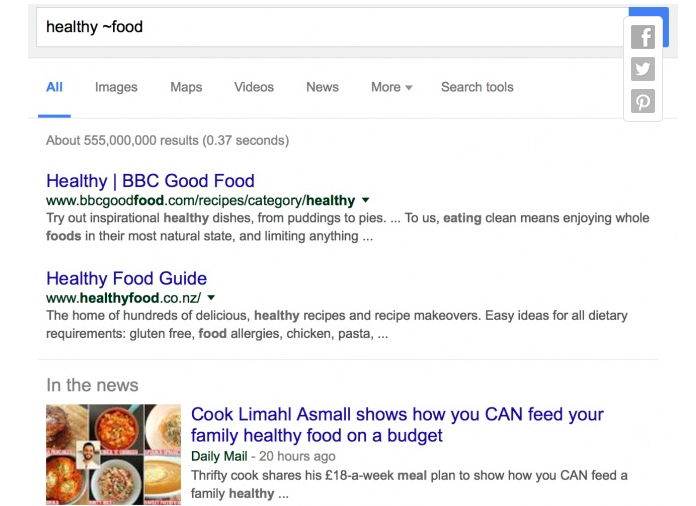 healthy ~food
All Images Maps Videos News More Search tools
About 555,000,000 results (0.37 seconds)
Healthy | BBC Good Food
www.bbcgoodfood.com/recipes/category/healthy
Try out inspirational healthy dishes, from puddings to pies. ... To us, eating clean means enjoying whole
foods in their most natural state, and limiting anything ...
Healthy Food Guide
www.healthyfood.co.nz/
The home of hundreds of delicious, healthy recipes and recipe makeovers. Easy ideas for all dietary
requirements: gluten free, food allergies, chicken, pasta, ...
In the news
Cook Limahl Asmall shows how you CAN feed your
family healthy food on a budget
Daily Mail - 20 hours ago
Thrifty cook shares his £18-a-week meal plan to show how you CAN feed a
family healthy ...